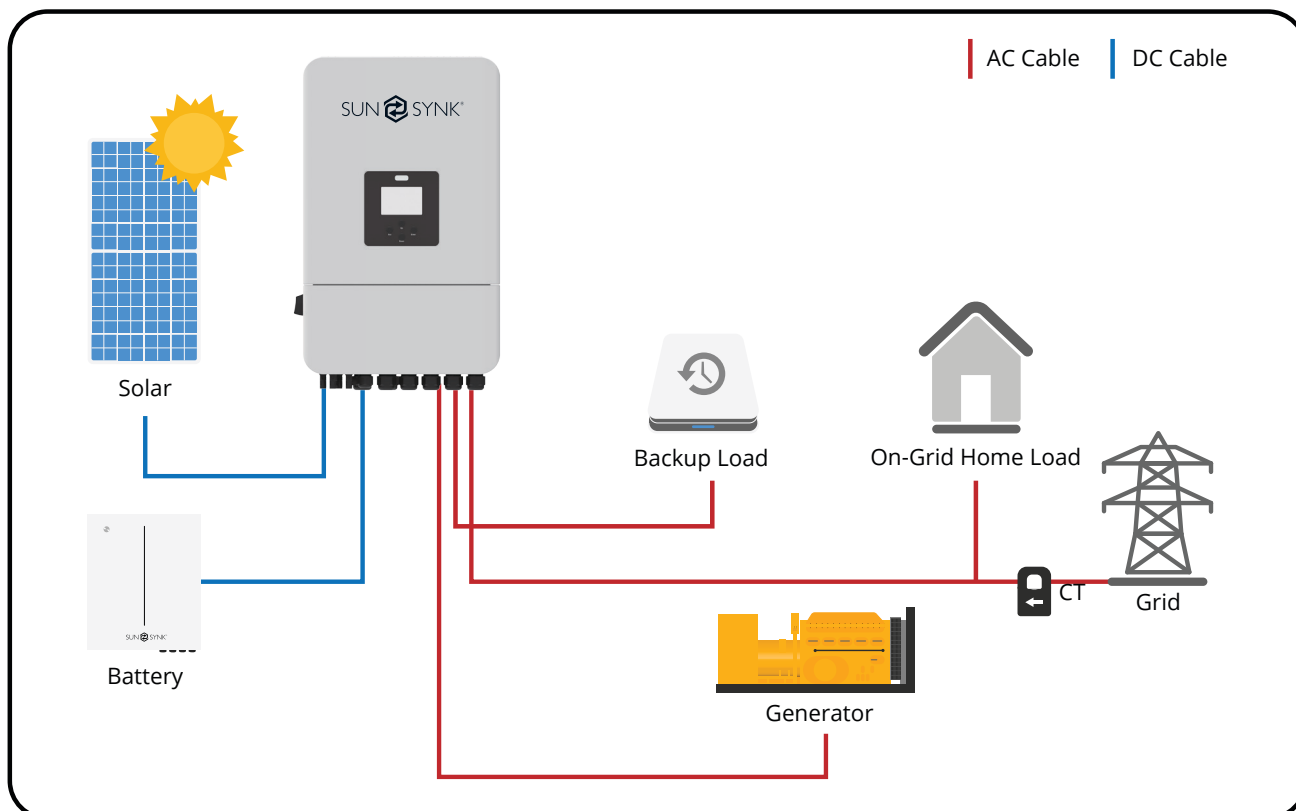 AC Cable
DC Cable
SUN SYNK®
Solar
Backup Load
On-Grid Home Load
CT
Grid
SUN SYNK®
Battery
Generator